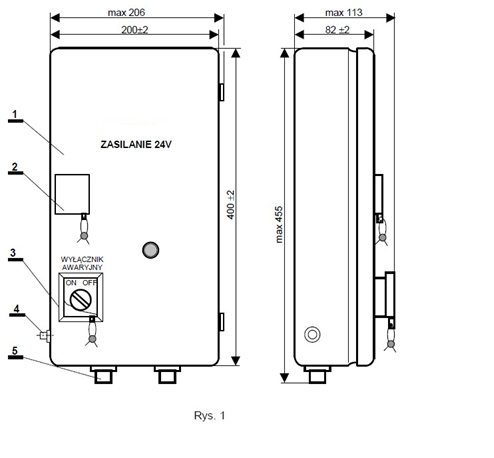 max 206
200±2
max 113
82 ±2
1
ZASILANIE 24V
2
400 ±2
max 455
WYŁĄCZNIK
AWARYJNY
3
ON OFF
4
5
Rys. 1